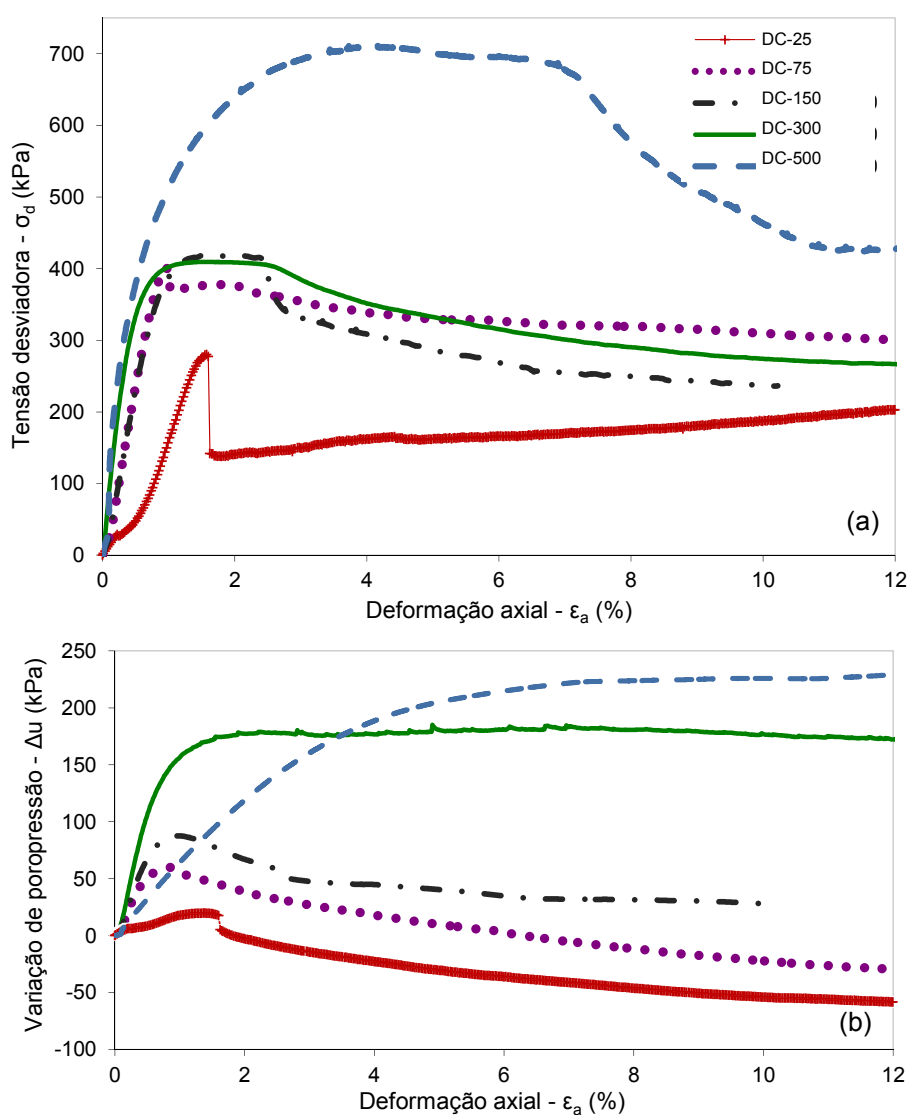 Tensão desviadora - σd (kPa)
700
600
500
400
300
200
100
0
DC-25
DC-75
DC-150
DC-300
DC-500
(a)
0 2 4 6 8 10 12
Deformação axial - εa (%)
Variação de poropressão - Δu (kPa)
250
200
150
100
50
0
-50
-100
(b)
0 2 4 6 8 10 12
Deformação axial - εa (%)